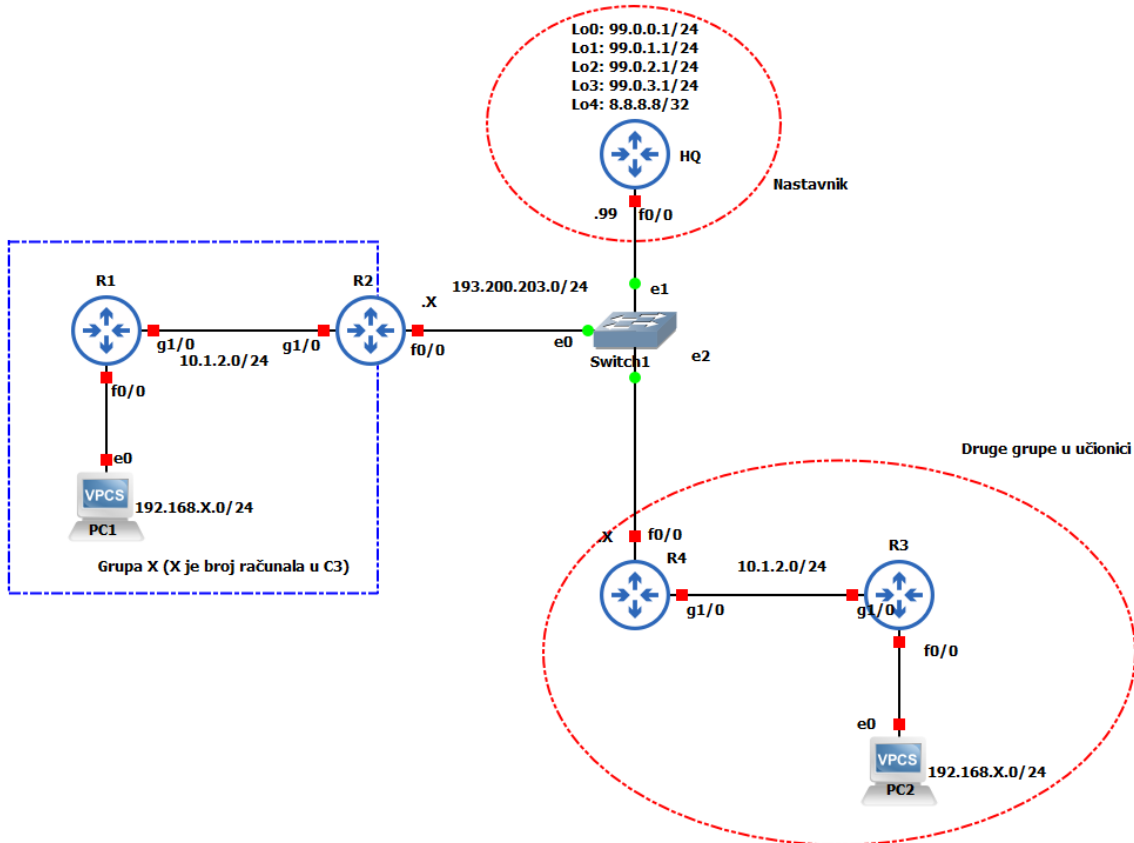 Lo0: 99.0.0.1/24
Lo1: 99.0.1.1/24
Lo2: 99.0.2.1/24
Lo3: 99.0.3.1/24
Lo4: 8.8.8.8/32
HQ
Nastavnik
.99 f0/0
R1
R2
.X
193.200.203.0/24
e1
g1/0
10.1.2.0/24
g1/0
f0/0
e0
Switch1
e2
f0/0
e0
VPCS
192.168.X.0/24
PC1
Grupa X (X je broj računala u C3)
Druge grupe u učionici
.X
f0/0
R4
R3
10.1.2.0/24
g1/0
g1/0
f0/0
e0
VPCS
192.168.X.0/24
PC2